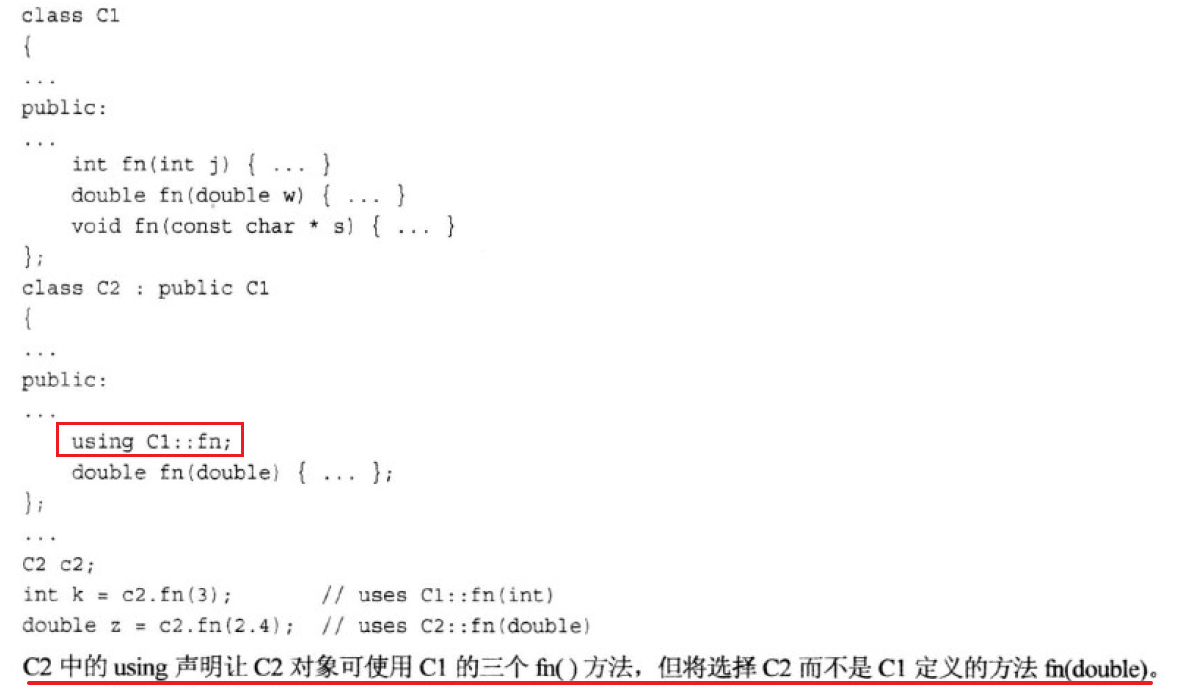 class C1
{
...
public:
...
    int fn(int j) { ... }
    double fn(double w) { ... }
    void fn(const char * s) { ... }
};
class C2 : public C1
{
...
public:
...
    using C1::fn;
    double fn(double) { ... };
};
...
C2 c2;
int k = c2.fn(3);        // uses C1::fn(int)
double z = c2.fn(2.4);  // uses C2::fn(double)
C2 中的 using 声明让 C2 对象可使用 C1 的三个 fn( ) 方法，但将选择 C2 而不是 C1 定义的方法 fn(double)。